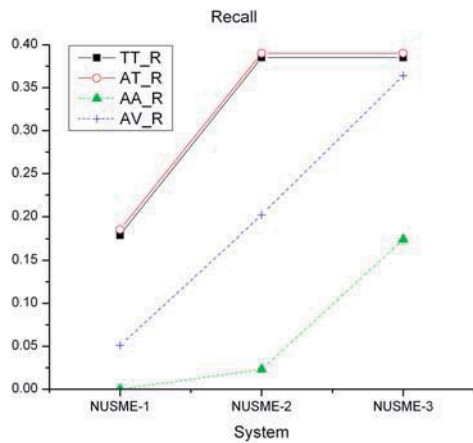 Recall
0.40
0.35
0.30
0.25
0.20
0.15
0.10
0.05
0.00
TT_R
AT_R
AA_R
AV_R
NUSME-1 NUSME-2 NUSME-3
System